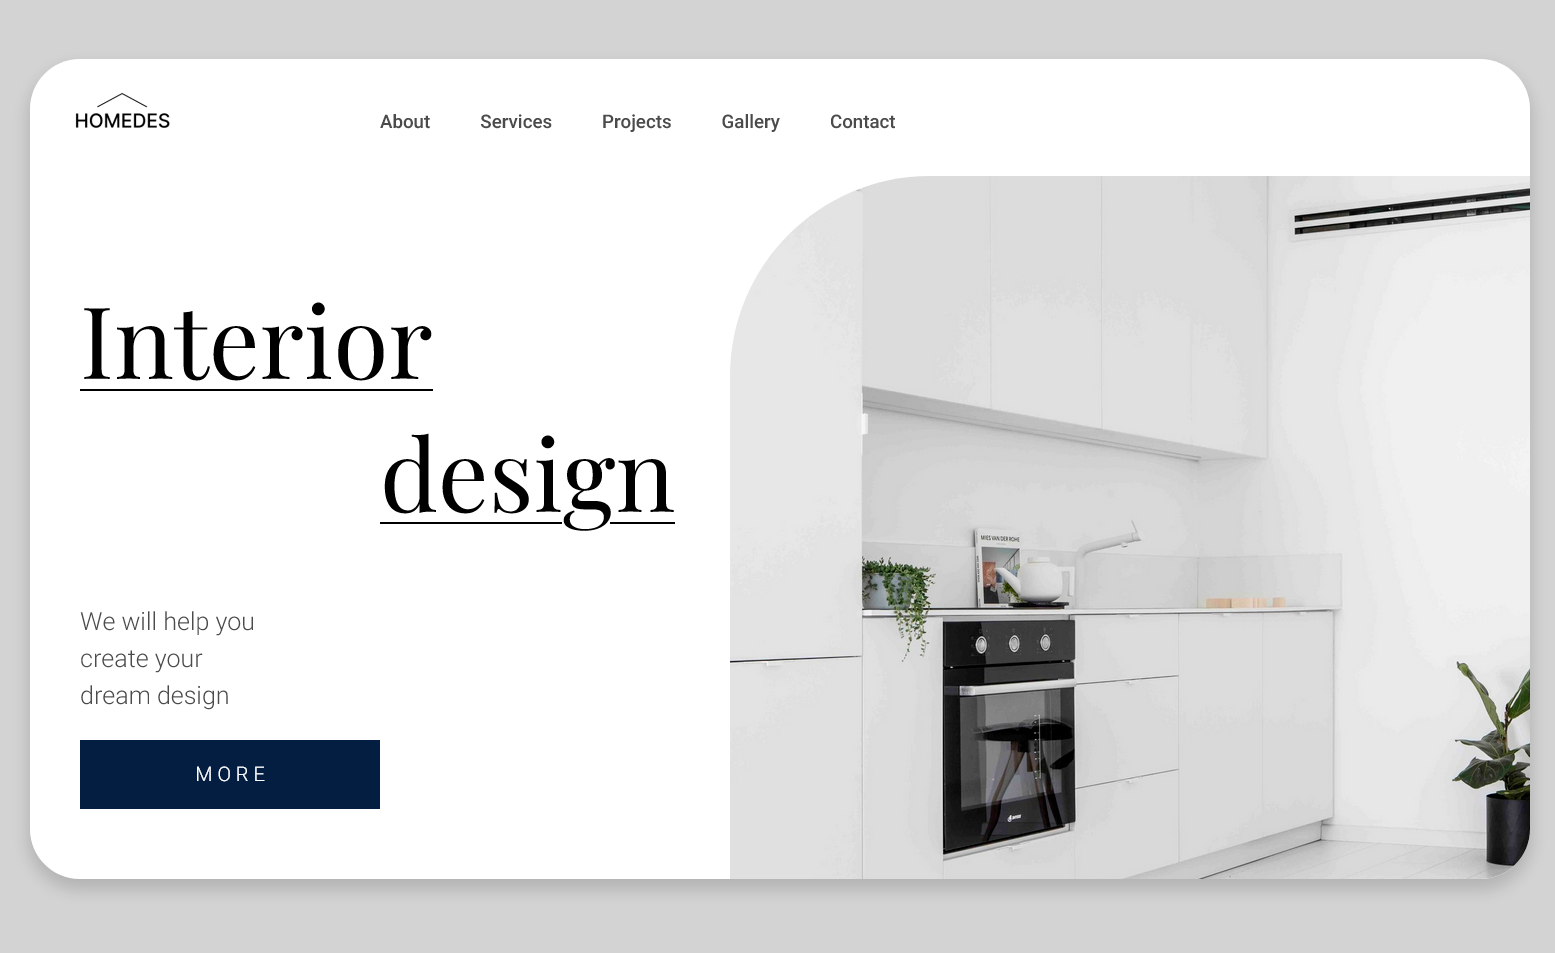 HOMEDES
About Services Projects Gallery Contact
Interior
design
We will help you
create your
dream design
MORE
MIES VAN DER ROHE